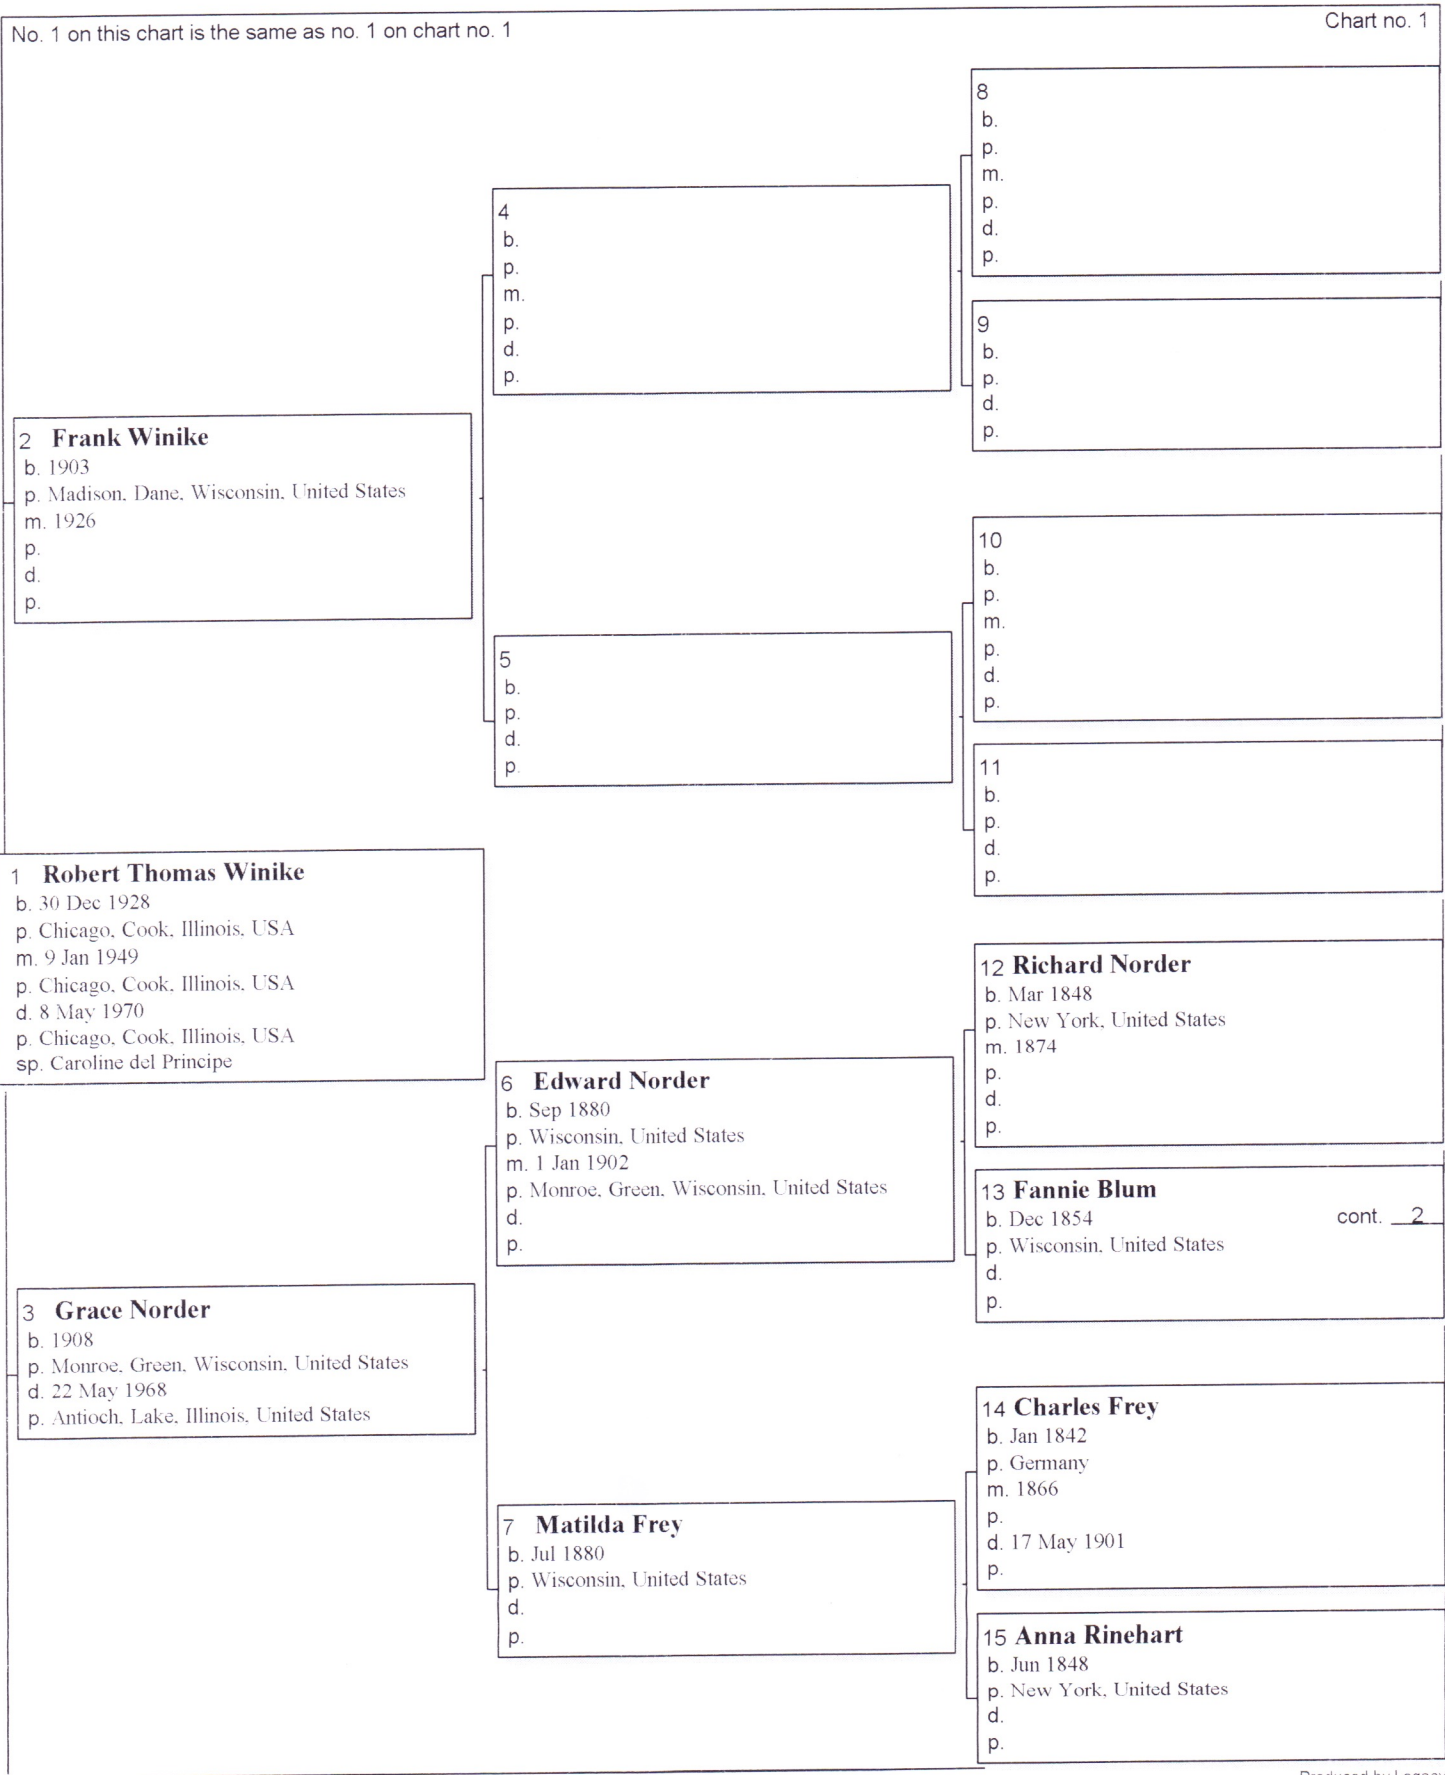 No. 1 on this chart is the same as no. 1 on chart no. 1
Chart no. 1
8
b.
p.
m.
p.
d.
p.
4
b.
p.
m.
p.
d.
p.
9
b.
p.
d.
p.
2 Frank Winike
b. 1903
p. Madison, Dane, Wisconsin, United States
m. 1926
p.
d.
p.
10
b.
p.
m.
p.
d.
p.
5
b.
p.
d.
p.
11
b.
p.
d.
p.
1 Robert Thomas Winike
b. 30 Dec 1928
p. Chicago, Cook, Illinois, USA
m. 9 Jan 1949
p. Chicago, Cook, Illinois, USA
d. 8 May 1970
p. Chicago, Cook, Illinois, USA
sp. Caroline del Principe
12 Richard Norder
b. Mar 1848
p. New York, United States
m. 1874
p.
d.
p.
6 Edward Norder
b. Sep 1880
p. Wisconsin, United States
m. 1 Jan 1902
p. Monroe, Green, Wisconsin, United States
d.
p.
13 Fannie Blum
b. Dec 1854 cont. 2
p. Wisconsin, United States
d.
p.
3 Grace Norder
b. 1908
p. Monroe, Green, Wisconsin, United States
d. 22 May 1968
p. Antioch, Lake, Illinois, United States
14 Charles Frey
b. Jan 1842
p. Germany
m. 1866
p.
d. 17 May 1901
p.
7 Matilda Frey
b. Jul 1880
p. Wisconsin, United States
d.
p.
15 Anna Rinehart
b. Jun 1848
p. New York, United States
d.
p.